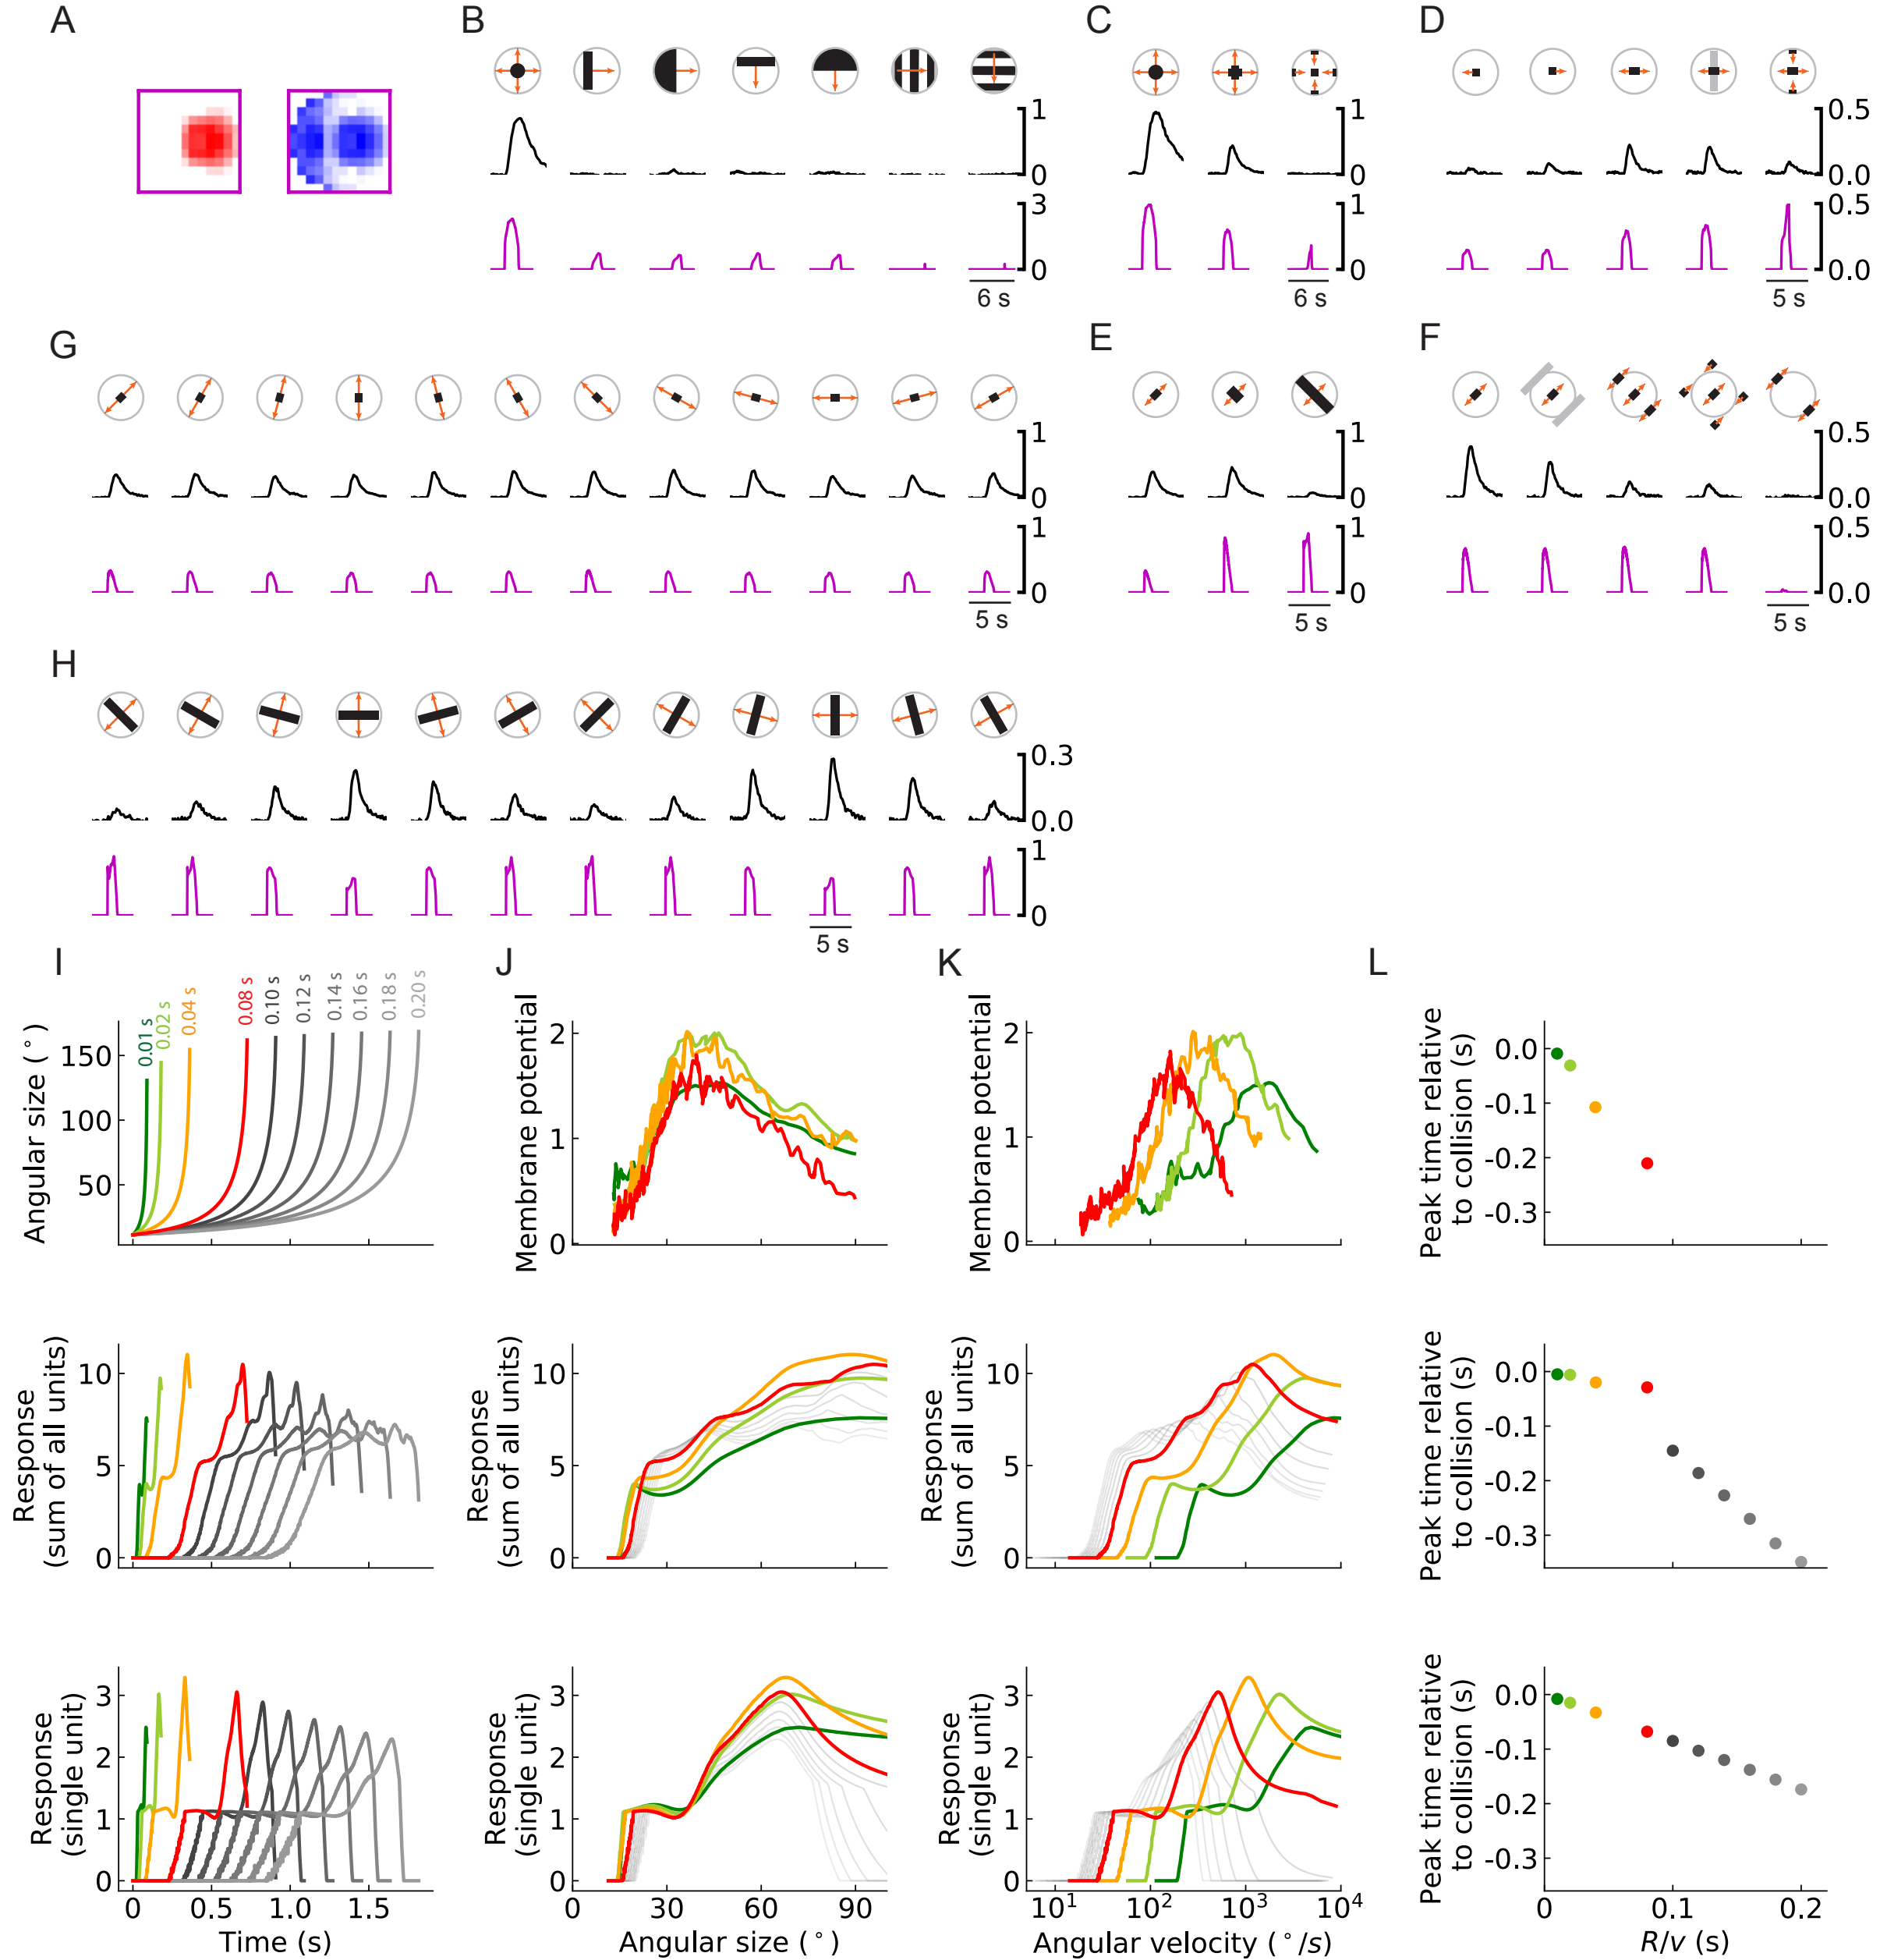 A
B
C
D
1
0
3
0
6 s
1
0
1
0
6 s
0.5
0.0
0.5
0.0
5 s
G
E
F
1
0
1
0
5 s
1
0
1
0
5 s
0.5
0.0
0.5
0.0
5 s
H
0.3
0.0
1
0
5 s
I
J
K
L
0.01 s
0.02 s
0.04 s
0.08 s
0.10 s
0.12 s
0.14 s
0.16 s
0.18 s
0.20 s
Angular size (°)
150
100
50
Membrane potential
2
1
0
Membrane potential
2
1
0
Peak time relative
to collision (s)
0.0
-0.1
-0.2
-0.3
Response
(sum of all units)
10
5
0
Response
(sum of all units)
10
5
0
Response
(sum of all units)
10
5
0
Peak time relative
to collision (s)
0.0
-0.1
-0.2
-0.3
Response
(single unit)
3
2
1
0
0 0.5 1.0 1.5
Time (s)
Response
(single unit)
3
2
1
0
0 30 60 90
Angular size (°)
Response
(single unit)
3
2
1
0
10¹ 10² 10³ 10⁴
Angular velocity (°/s)
Peak time relative
to collision (s)
0.0
-0.1
-0.2
-0.3
0 0.1 0.2
R/v (s)